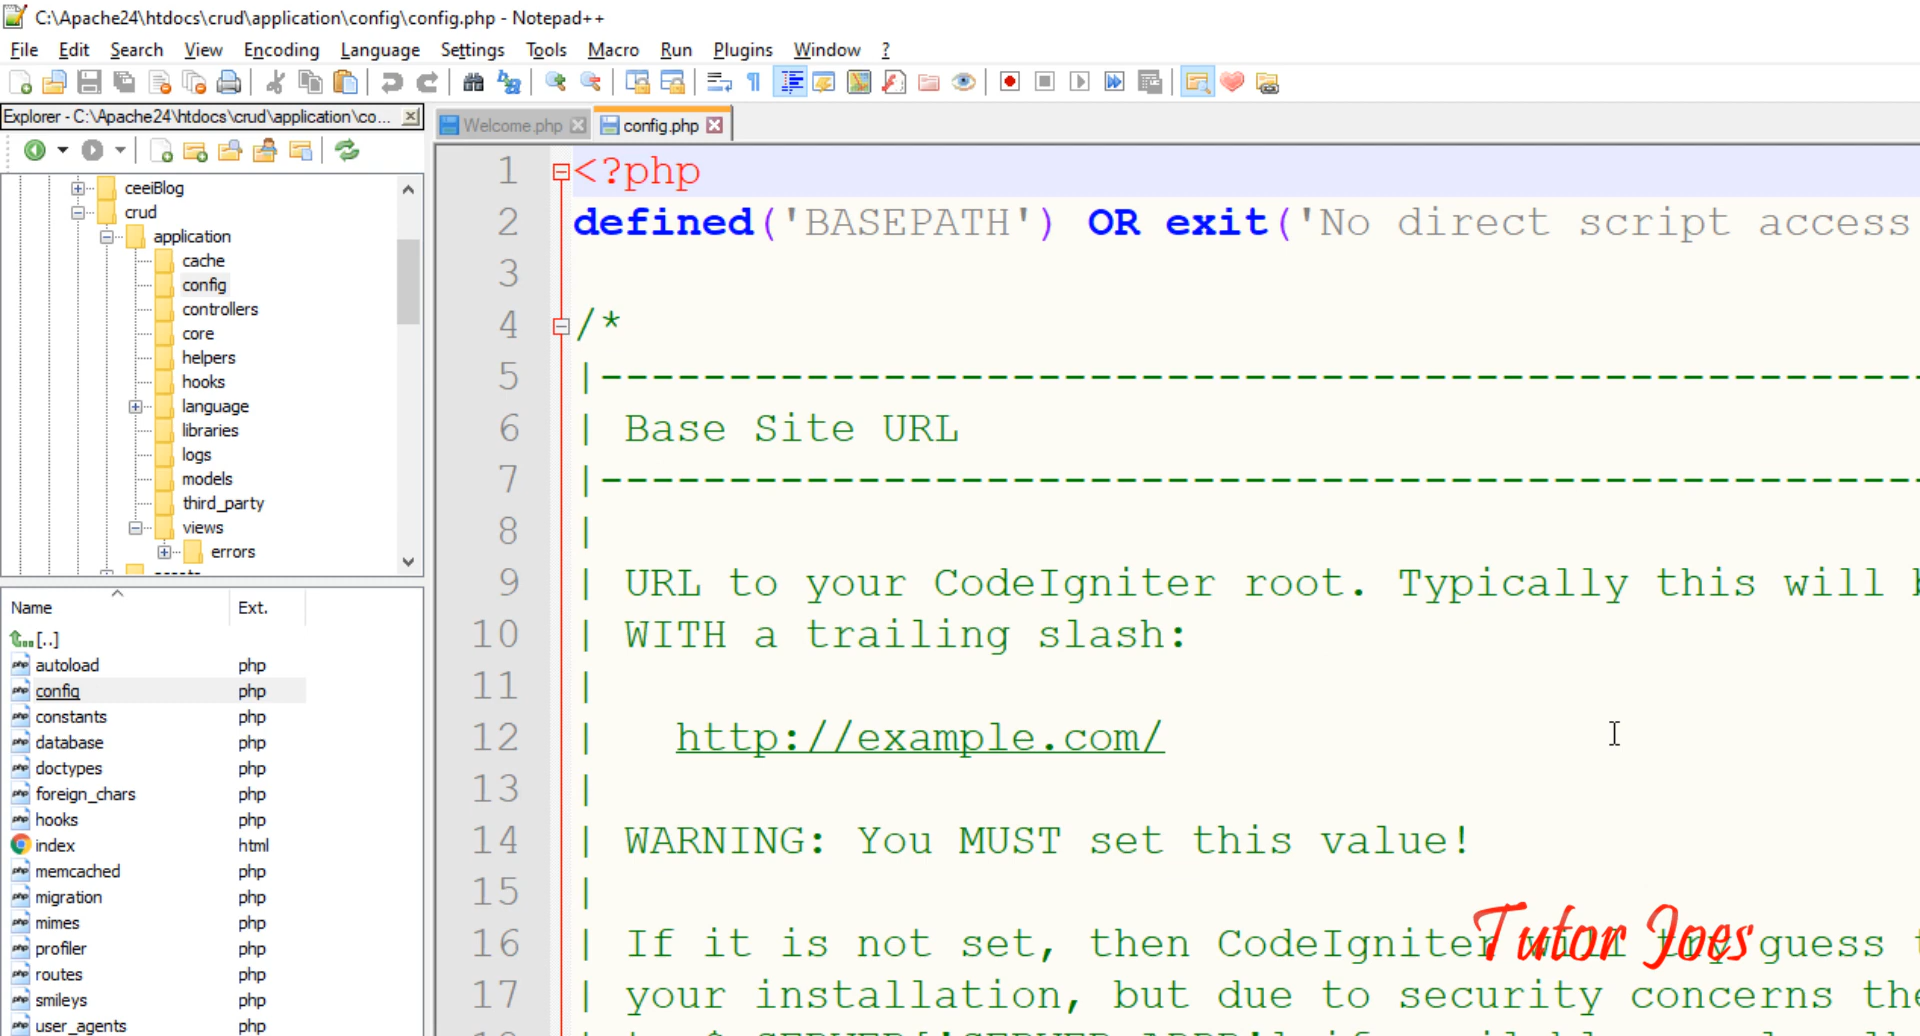 C:\Apache24\htdocs\crud\application\config\config.php - Notepad++
File Edit Search View Encoding Language Settings Tools Macro Run Plugins Window ?
Explorer - C:\Apache24\htdocs\crud\application\co...
Welcome.php config.php
ceeiBlog
crud
application
cache
config
controllers
core
helpers
hooks
language
libraries
logs
models
third_party
views
errors
Name Ext.
[..]
autoload php
config php
constants php
database php
doctypes php
foreign_chars php
hooks php
index html
memcached php
migration php
mimes php
profiler php
routes php
smileys php
user_agents php
1 <?php
2 defined('BASEPATH') OR exit('No direct script access
3
4 /*
5 |---------------------------------------------------
6 | Base Site URL
7 |---------------------------------------------------
8 |
9 | URL to your CodeIgniter root. Typically this will
10 | WITH a trailing slash:
11 |
12 | http://example.com/
13 |
14 | WARNING: You MUST set this value!
15 |
16 | If it is not set, then CodeIgniter will try guess
17 | your installation, but due to security concerns
Tutor Joes